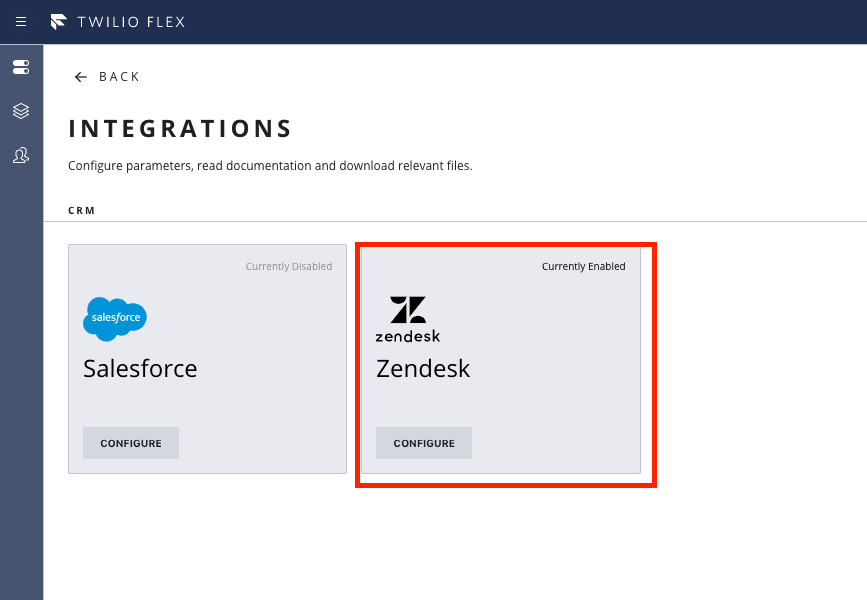 TWILIO FLEX
BACK
INTEGRATIONS
Configure parameters, read documentation and download relevant files.
CRM
Currently Disabled
salesforce
Salesforce
CONFIGURE
Currently Enabled
zendesk
Zendesk
CONFIGURE